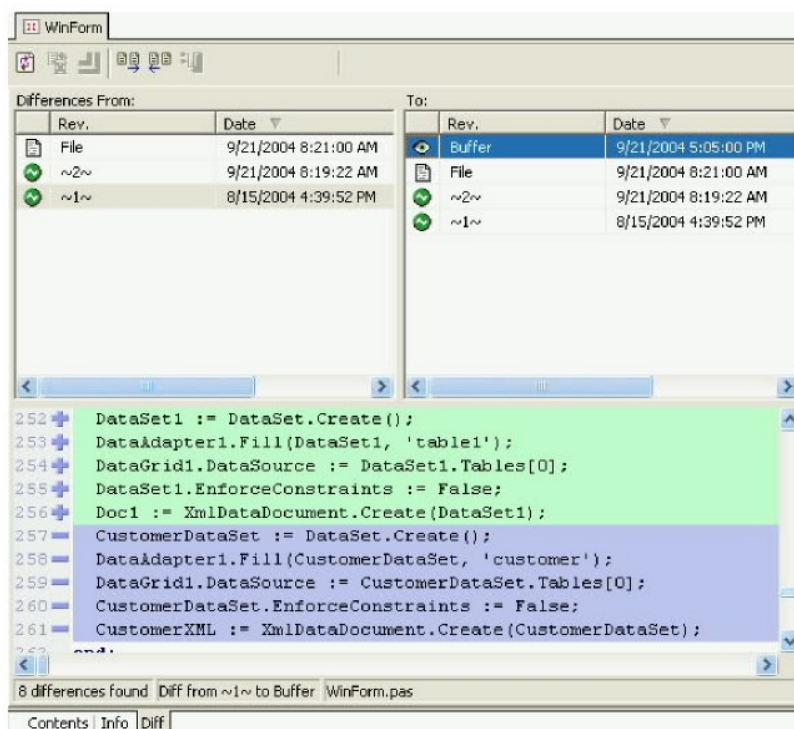 WinForm
Differences From:
Rev. Date
File 9/21/2004 8:21:00 AM
~2~ 9/21/2004 8:19:22 AM
~1~ 8/15/2004 4:39:52 PM
To:
Rev. Date
Buffer 9/21/2004 5:05:00 PM
File 9/21/2004 8:21:00 AM
~2~ 9/21/2004 8:19:22 AM
~1~ 8/15/2004 4:39:52 PM
252 DataSet1 := DataSet.Create();
253 DataAdapter1.Fill(DataSet1, 'table1');
254 DataGrid1.DataSource := DataSet1.Tables[0];
255 DataSet1.EnforceConstraints := False;
256 Doc1 := XmlDataDocument.Create(DataSet1);
257 CustomerDataSet := DataSet.Create();
258 DataAdapter1.Fill(CustomerDataSet, 'customer');
259 DataGrid1.DataSource := CustomerDataSet.Tables[0];
260 CustomerDataSet.EnforceConstraints := False;
261 CustomerXML := XmlDataDocument.Create(CustomerDataSet);
262 end;
8 differences found Diff from ~1~ to Buffer WinForm.pas
Contents Info Diff